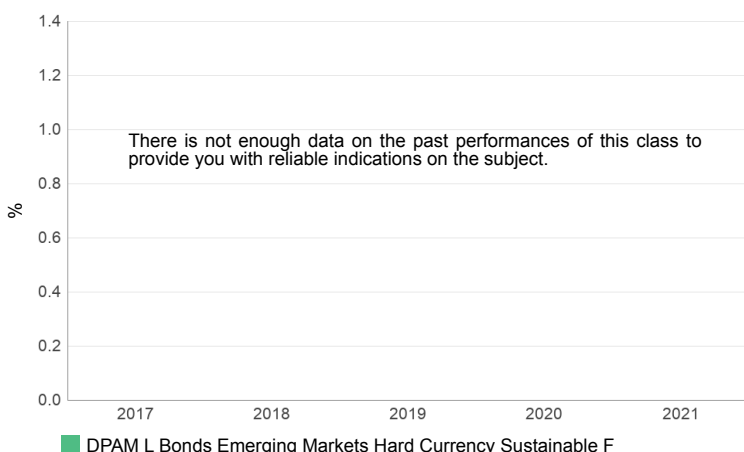 1.4
1.2
1.0
There is not enough data on the past performances of this class to
provide you with reliable indications on the subject.
0.8
%
0.6
0.4
0.2
0.0
2017 2018 2019 2020 2021
DPAM L Bonds Emerging Markets Hard Currency Sustainable F